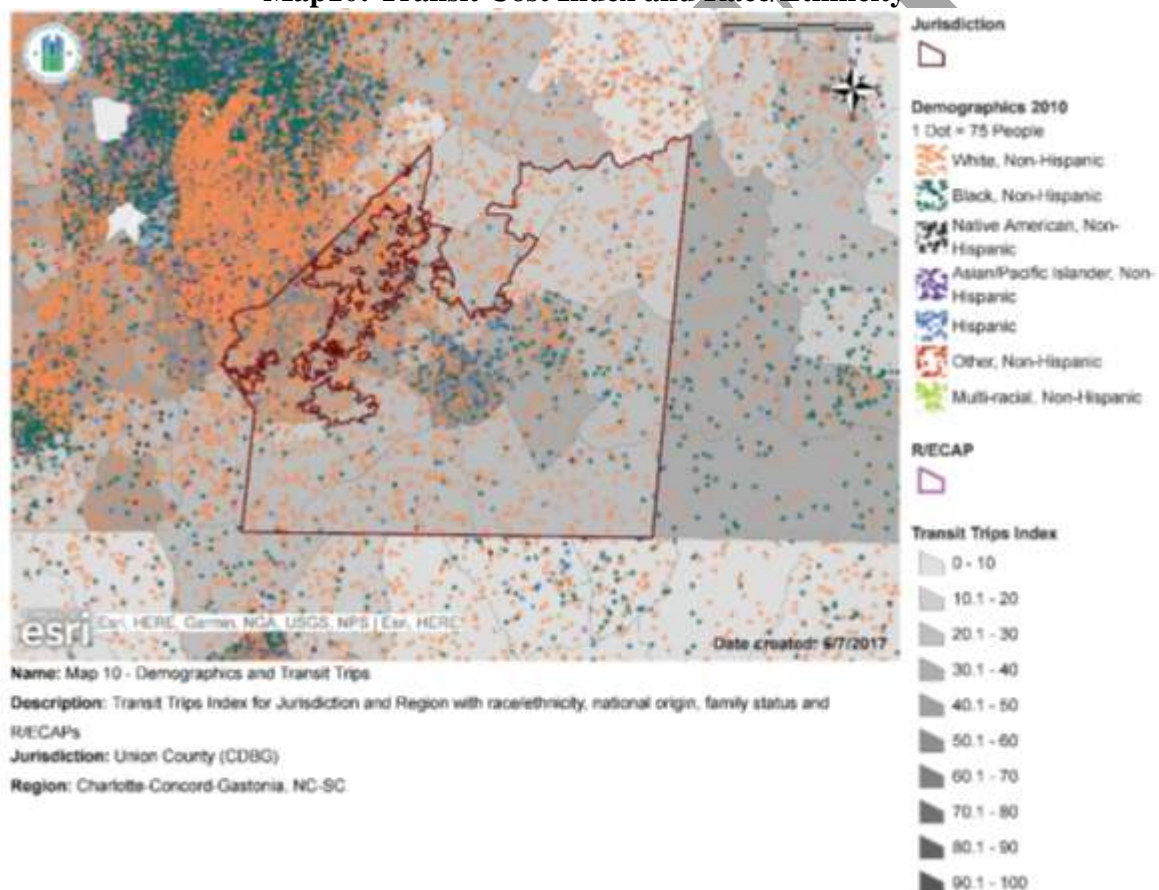 Map10: Transit Cost Index and Race/Ethnicity
Jurisdiction
Demographics 2010
1 Dot = 75 People
White, Non-Hispanic
Black, Non-Hispanic
Native American, Non-
Hispanic
Asian/Pacific Islander, Non-
Hispanic
Hispanic
Other, Non-Hispanic
Multi-racial, Non-Hispanic
R/ECAP
Transit Trips Index
0 - 10
10.1 - 20
20.1 - 30
30.1 - 40
40.1 - 50
50.1 - 60
60.1 - 70
70.1 - 80
80.1 - 90
90.1 - 100
esri
Esri, HERE, Garmin, NGA, USGS, NPS | Esri, HERE
Date created: 6/7/2017
Name: Map 10 - Demographics and Transit Trips
Description: Transit Trips Index for Jurisdiction and Region with race/ethnicity, national origin, family status and
R/ECAPs
Jurisdiction: Union County (CDBG)
Region: Charlotte-Concord-Gastonia, NC-SC